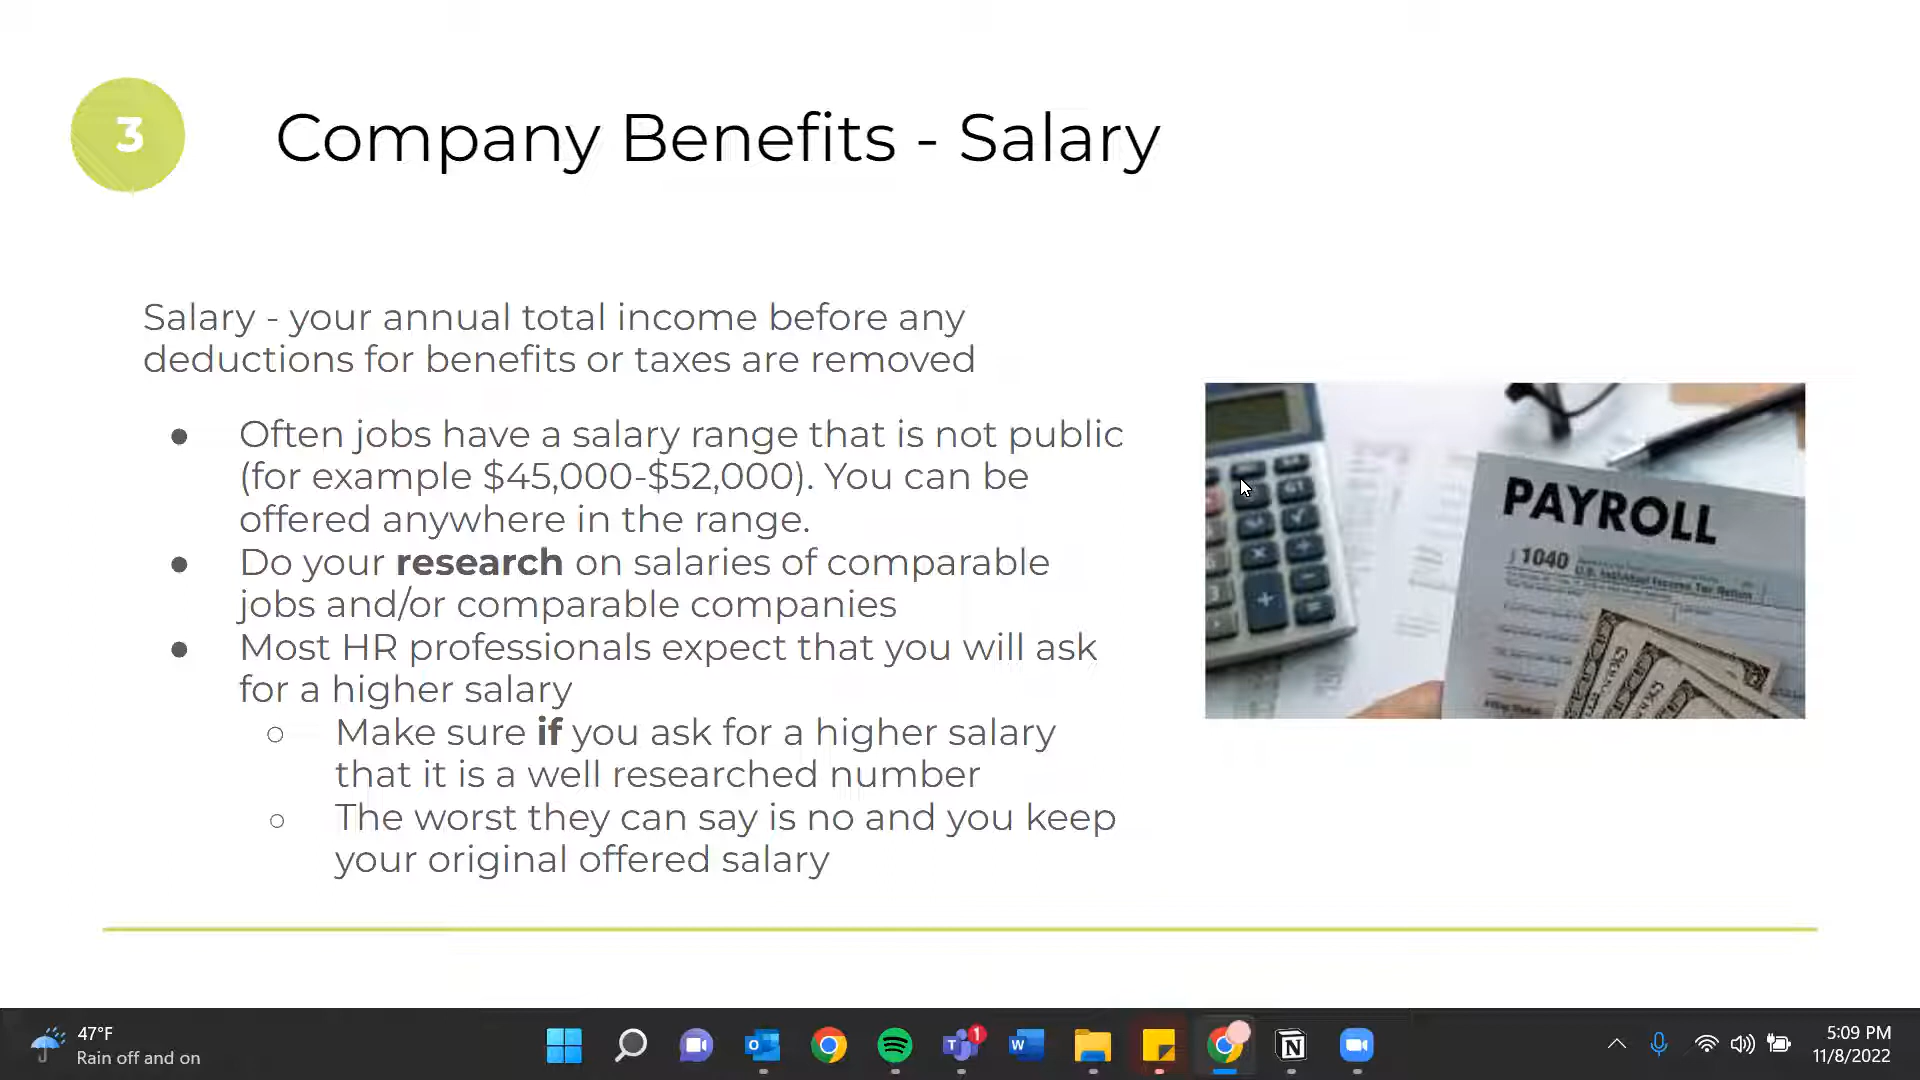 3
Company Benefits - Salary
Salary - your annual total income before any
deductions for benefits or taxes are removed
● Often jobs have a salary range that is not public
(for example $45,000-$52,000). You can be
offered anywhere in the range.
● Do your research on salaries of comparable
jobs and/or comparable companies
● Most HR professionals expect that you will ask
for a higher salary
○ Make sure if you ask for a higher salary
that it is a well researched number
○ The worst they can say is no and you keep
your original offered salary
PAYROLL
1040
U.S. Individual Income Tax Return
47°F
Rain off and on
1
5:09 PM
11/8/2022